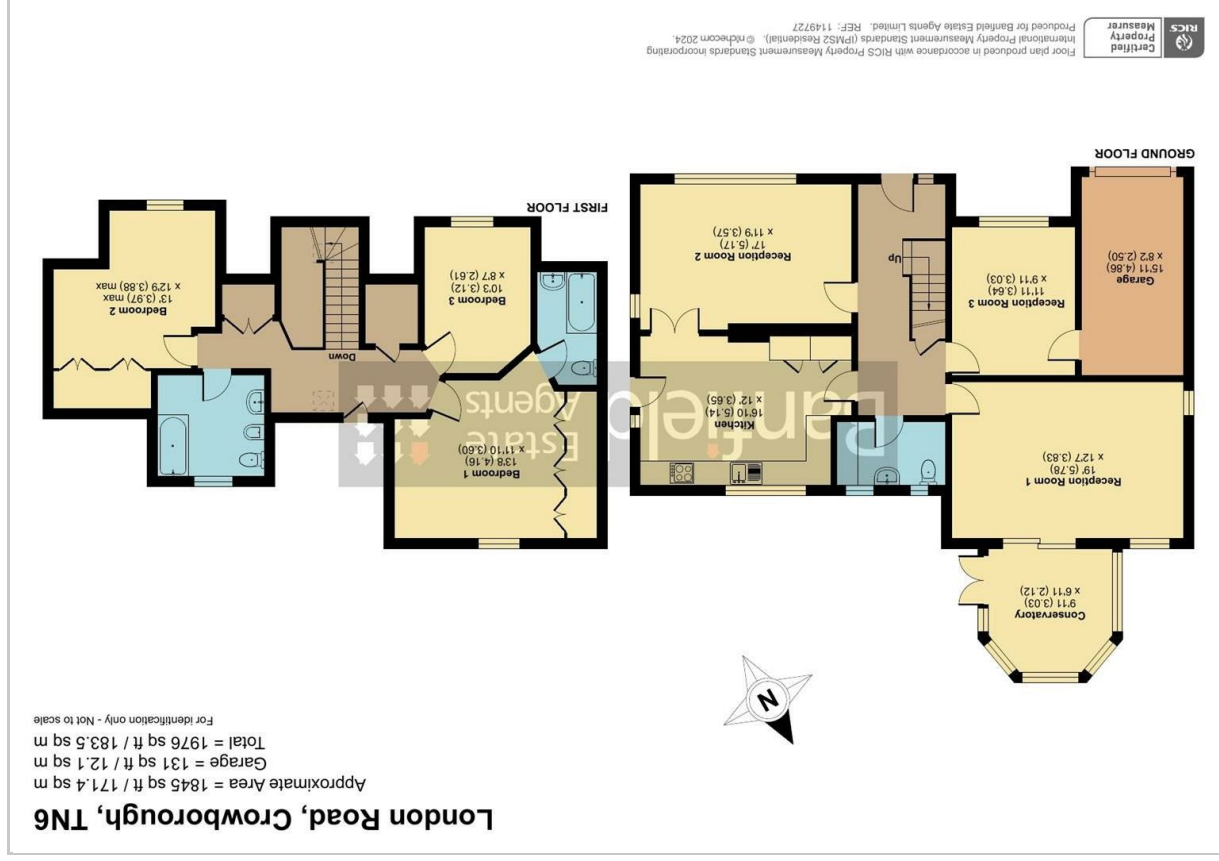 London Road, Crowborough, TN6
Approximate Area = 1845 sq ft / 171.4 sq m
Garage = 131 sq ft / 12.1 sq m
Total = 1976 sq ft / 183.5 sq m
For identification only - Not to scale
N
Conservatory
9'11 (3.03)
x 6'11 (2.12)
Reception Room 1
19' (5.78)
x 12'7 (3.83)
Kitchen
16'10 (5.14)
x 12' (3.65)
Garage
15'11 (4.86)
x 8'2 (2.50)
Reception Room 3
11'11 (3.64)
x 9'11 (3.03)
Up
Reception Room 2
17' (5.17)
x 11'9 (3.57)
GROUND FLOOR
Bedroom 1
13'8 (4.16)
x 11'10 (3.60)
Down
Bedroom 3
10'3 (3.12)
x 8'7 (2.61)
Bedroom 2
13' (3.97) max
x 12'9 (3.88) max
FIRST FLOOR
Banfield
Estate
Agents
Certified
Property
Measurer
RICS
Floor plan produced in accordance with RICS Property Measurement Standards incorporating
International Property Measurement Standards (IPMS2 Residential). © nichecom 2024.
Produced for Banfield Estate Agents Limited. REF: 1149727